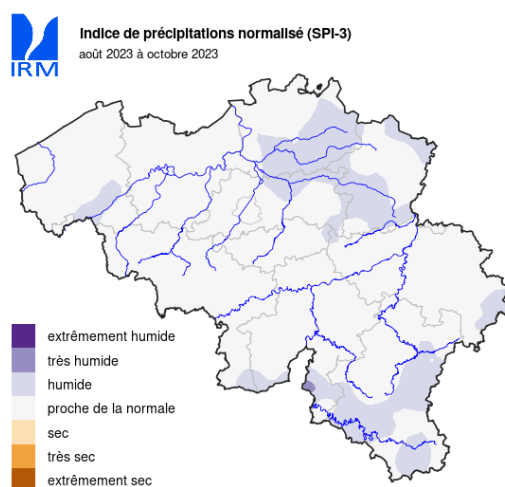 Indice de précipitations normalisé (SPI-3)
août 2023 à octobre 2023
IRM
extrêmement humide
très humide
humide
proche de la normale
sec
très sec
extrêmement sec